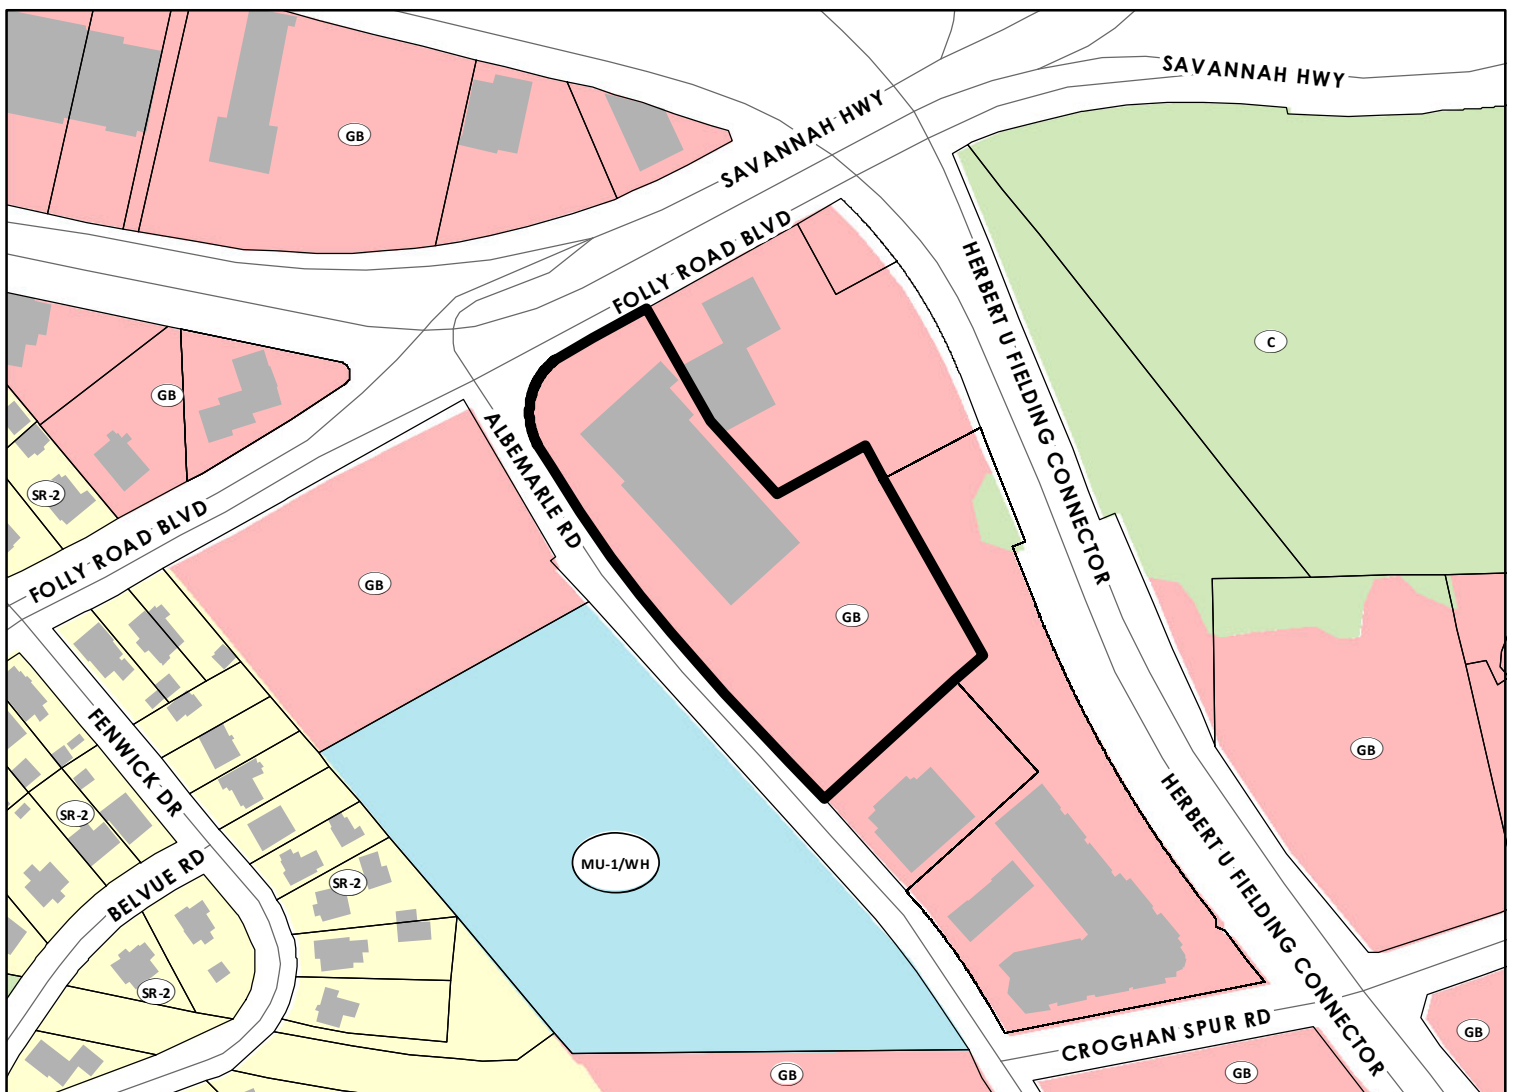 SAVANNAH HWY
SAVANNAH HWY
GB
FOLLY ROAD BLVD
HERBERT U FIELDING CONNECTOR
C
GB
ALBEMARLE RD
SR-2
FOLLY ROAD BLVD
GB
GB
FENWICK DR
GB
SR-2
HERBERT U FIELDING CONNECTOR
MU-1/WH
BELVUE RD
SR-2
SR-2
CROGHAN SPUR RD
GB
GB
GB